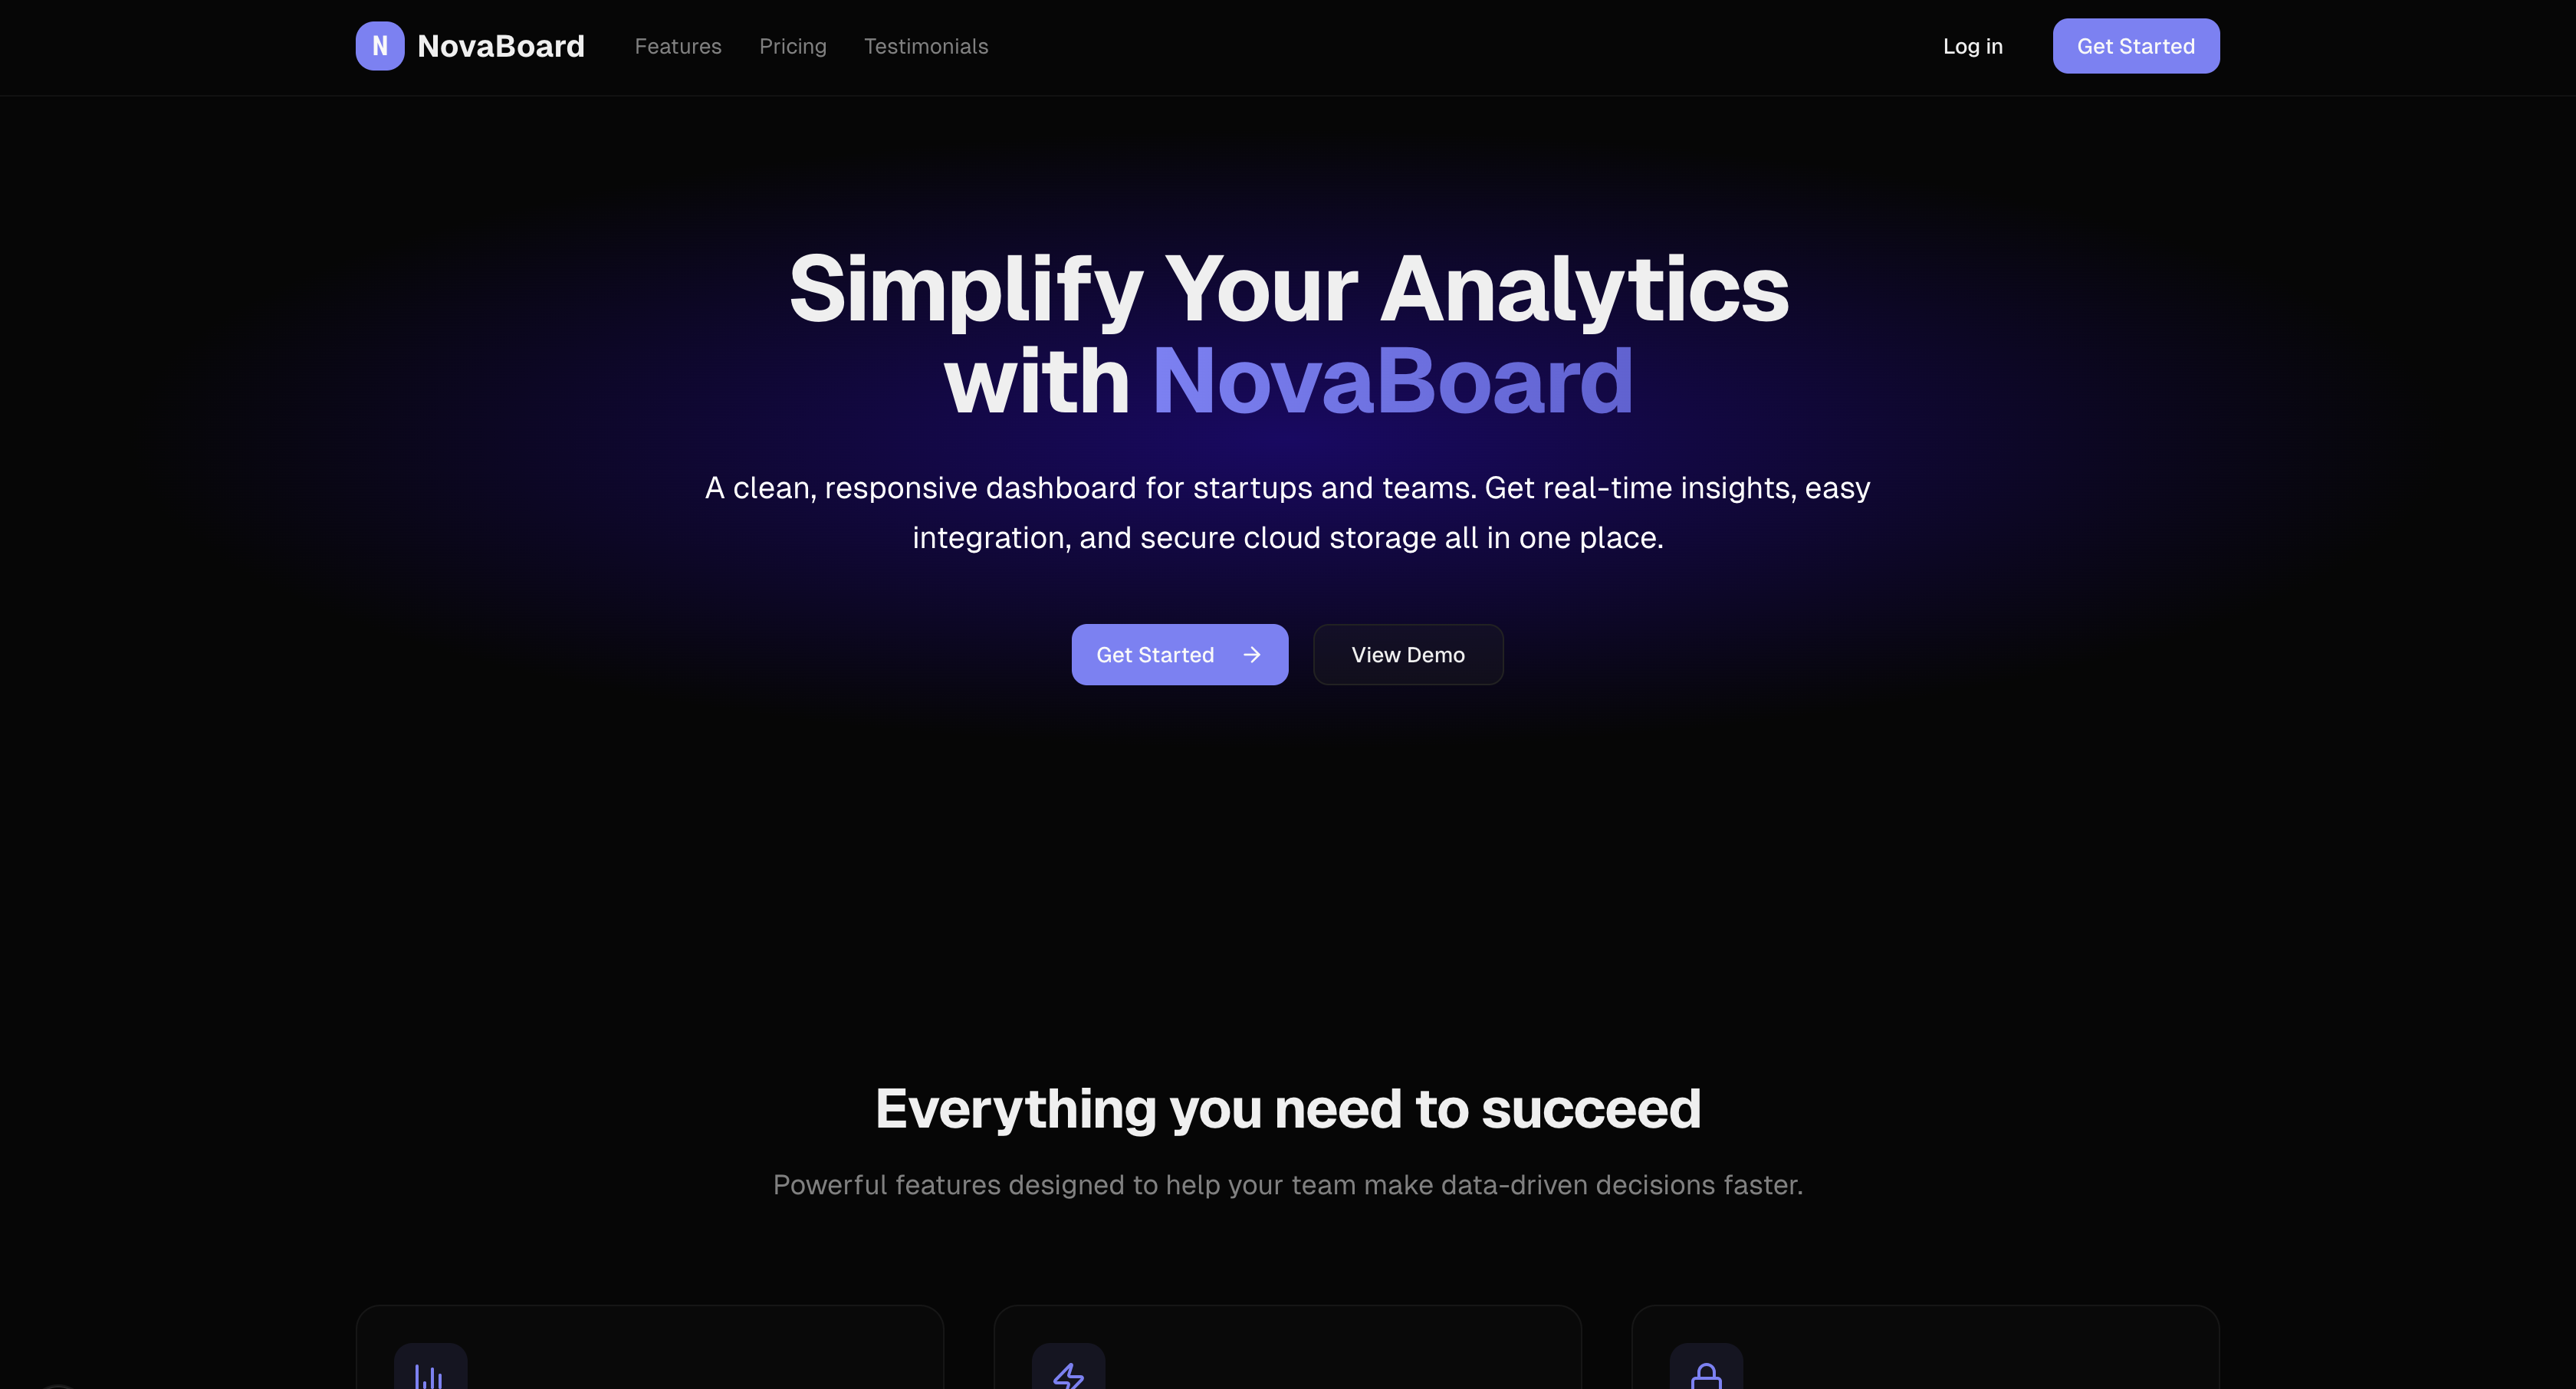 N NovaBoard Features Pricing Testimonials Log in Get Started
Simplify Your Analytics
with NovaBoard
A clean, responsive dashboard for startups and teams. Get real-time insights, easy
integration, and secure cloud storage all in one place.
Get Started → View Demo
Everything you need to succeed
Powerful features designed to help your team make data-driven decisions faster.